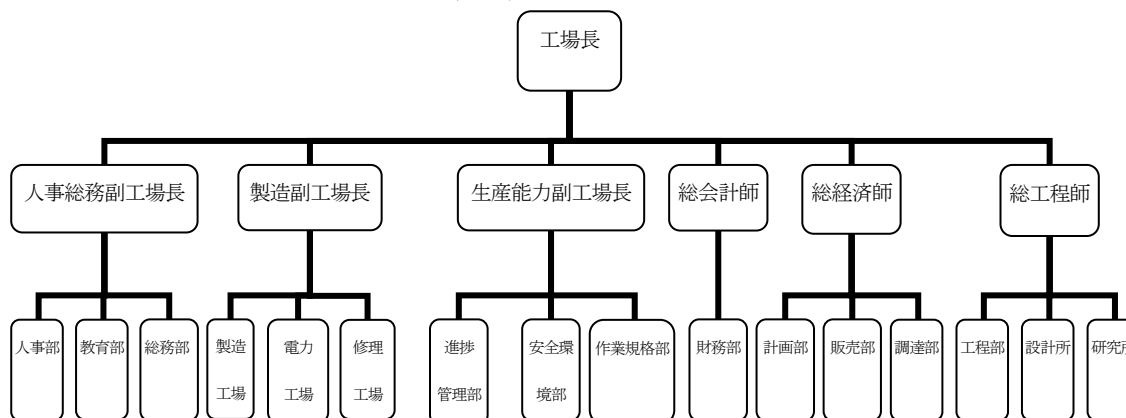 工場長
人事総務副工場長
製造副工場長
生産能力副工場長
総会計師
総経済師
総工程師
人事部
教育部
総務部
製造
工場
電力
工場
修理
工場
進捗
管理部
安全環
境部
作業規格部
財務部
計画部
販売部
調達部
工程部
設計所
研究所